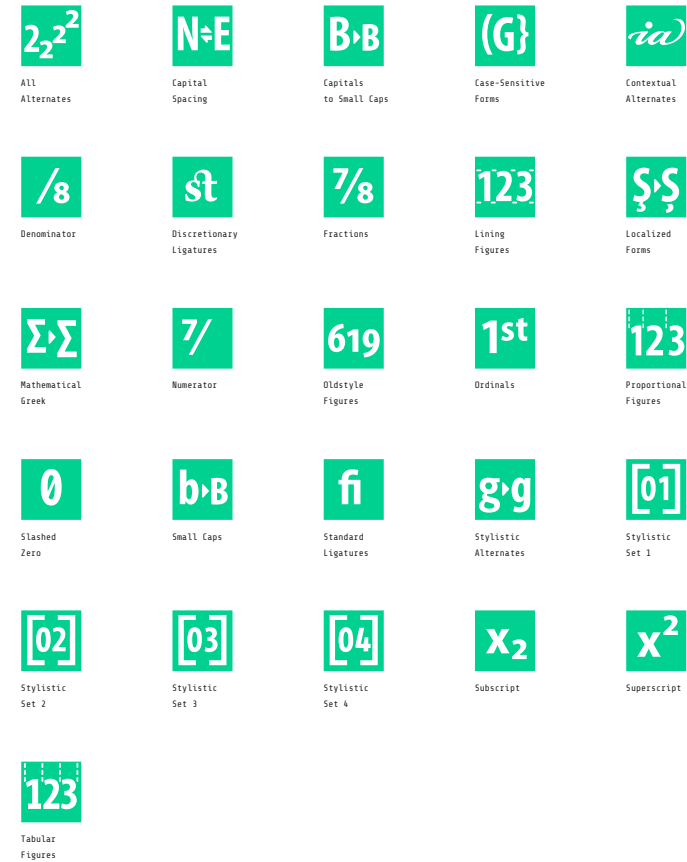 2₂2²
N⇌E
B▸ʙ
(G}
ia
All
Alternates
Capital
Spacing
Capitals
to Small Caps
Case-Sensitive
Forms
Contextual
Alternates
/8
st
7/8
123
Ş▸Ș
Denominator
Discretionary
Ligatures
Fractions
Lining
Figures
Localized
Forms
Σ▸Σ
7/
619
1st
123
Mathematical
Greek
Numerator
Oldstyle
Figures
Ordinals
Proportional
Figures
0
b▸ʙ
fi
g▸g
[01]
Slashed
Zero
Small Caps
Standard
Ligatures
Stylistic
Alternates
Stylistic
Set 1
[02]
[03]
[04]
x₂
x²
Stylistic
Set 2
Stylistic
Set 3
Stylistic
Set 4
Subscript
Superscript
123
Tabular
Figures